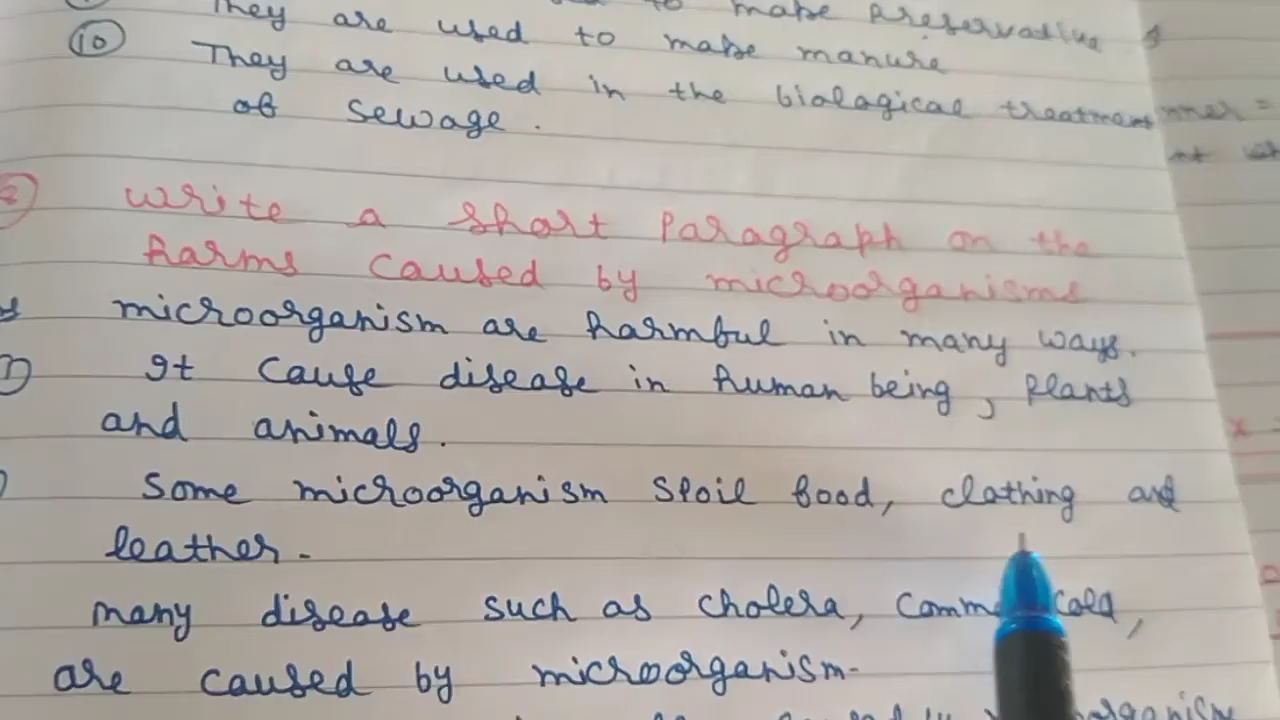 to make Preservative
They are used to make manure
10 They are used in the biological treatment
of Sewage.
write a short Paragraph on the
harms caused by microorganisms
microorganism are harmful in many ways.
It cause disease in human being, Plants
and animals.
Some microorganism spoil food, clothing and
leather.
many disease such as cholera, comm cold,
are caused by microorganism.